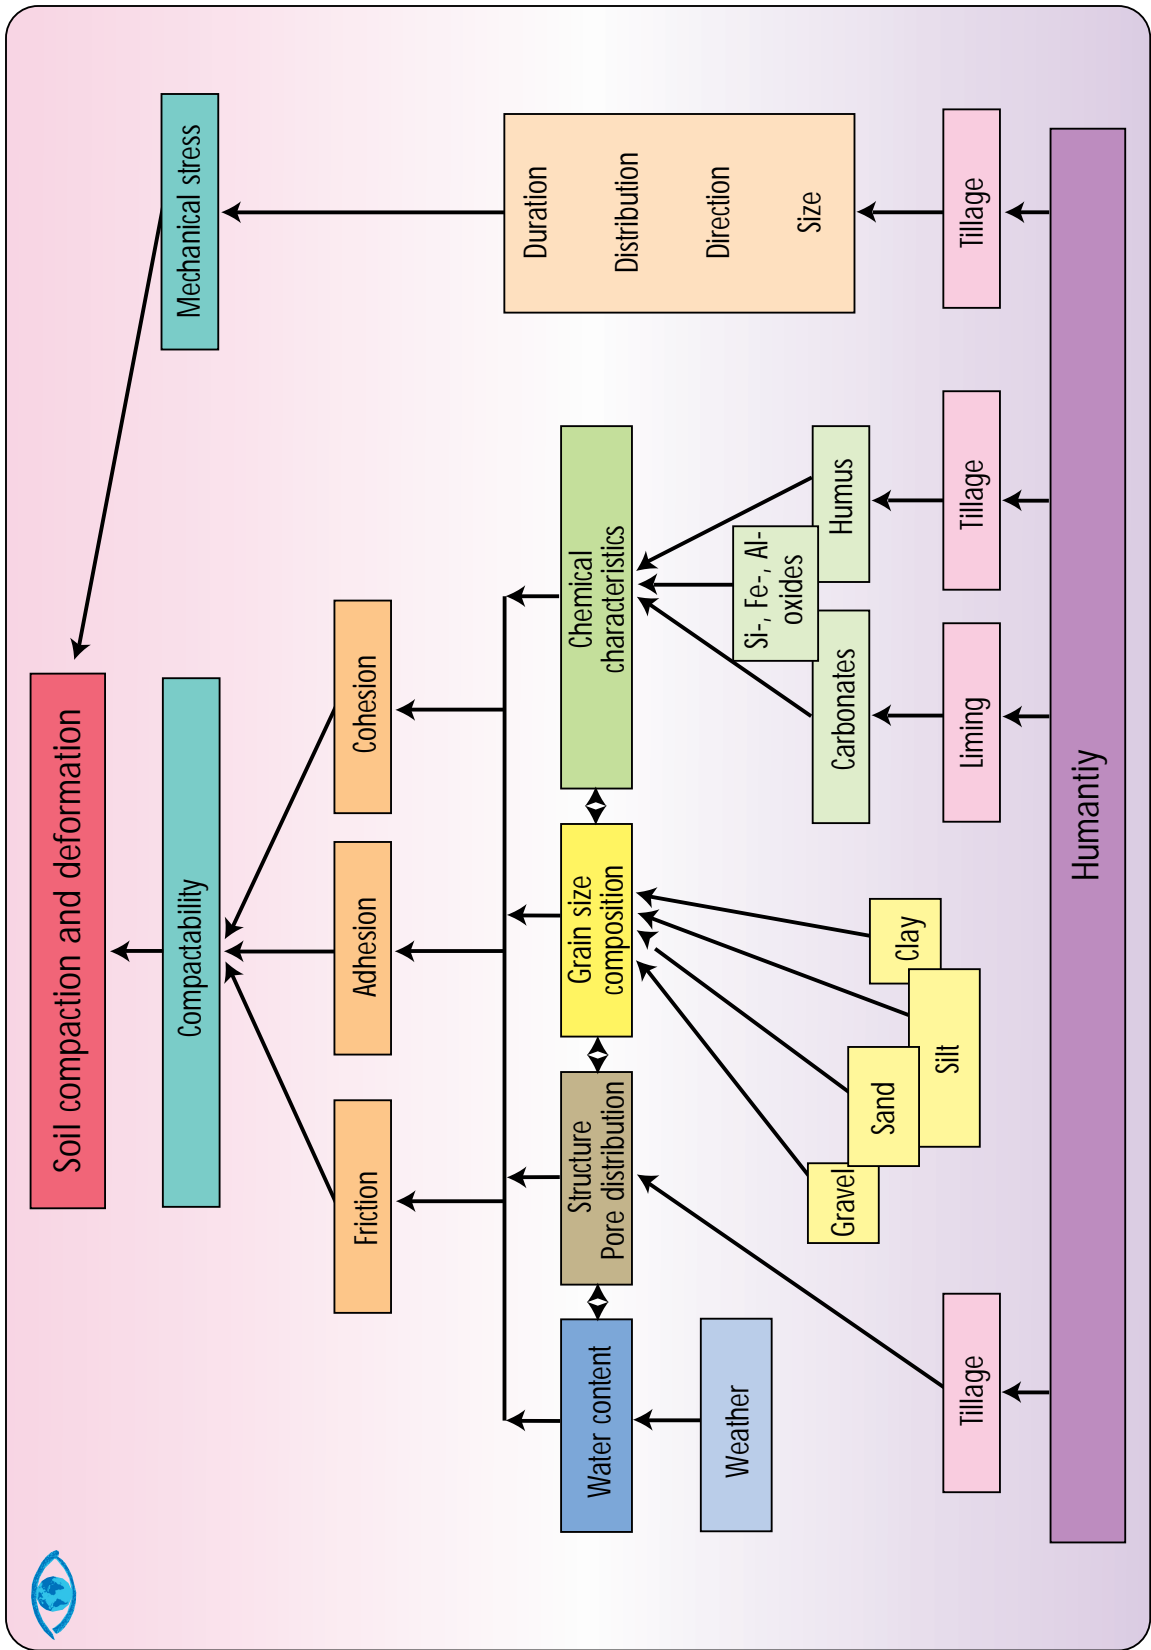 Soil compaction and deformation
Compactability
Mechanical stress
Friction
Adhesion
Cohesion
Duration
Distribution
Direction
Size
Water content
Structure
Pore distribution
Grain size
composition
Chemical
characteristics
Weather
Gravel
Sand
Silt
Clay
Carbonates
Si-, Fe-, Al-
oxides
Humus
Tillage
Liming
Tillage
Tillage
Humantiy